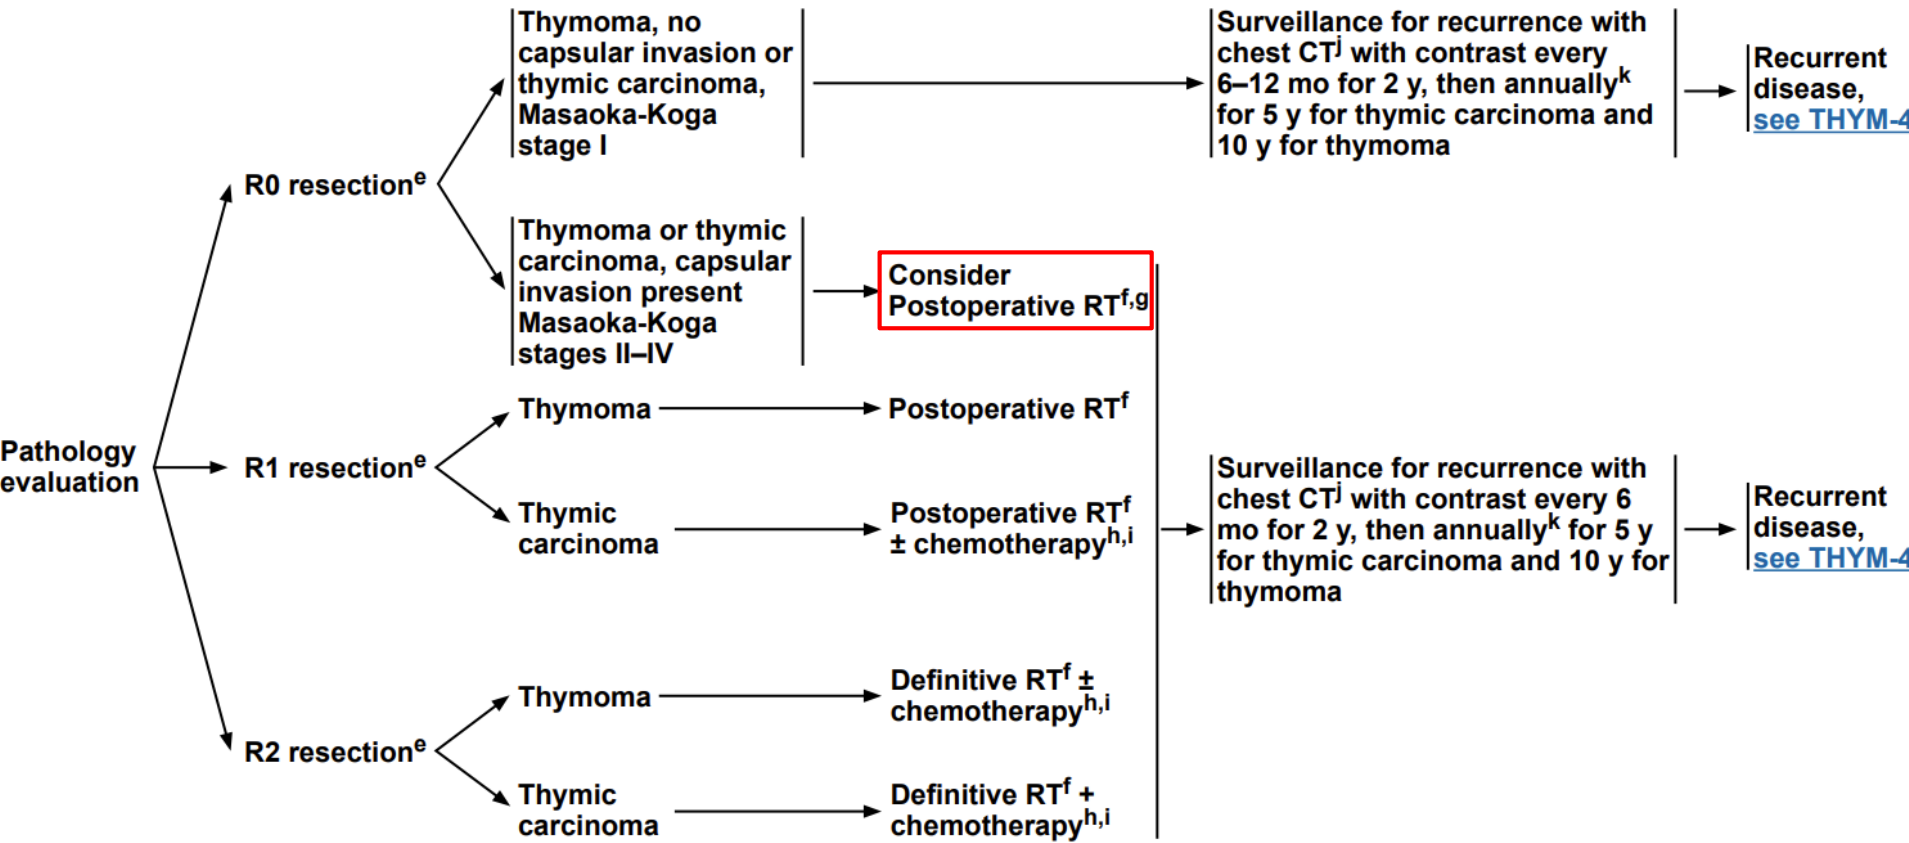 Pathology
evaluation
R0 resectione
Thymoma, no
capsular invasion or
thymic carcinoma,
Masaoka-Koga
stage I
Surveillance for recurrence with
chest CTj with contrast every
6–12 mo for 2 y, then annuallyk
for 5 y for thymic carcinoma and
10 y for thymoma
Recurrent
disease,
see THYM-4
Thymoma or thymic
carcinoma, capsular
invasion present
Masaoka-Koga
stages II–IV
Consider
Postoperative RTf,g
R1 resectione
Thymoma
Postoperative RTf
Thymic
carcinoma
Postoperative RTf
± chemotherapyh,i
R2 resectione
Thymoma
Definitive RTf ±
chemotherapyh,i
Thymic
carcinoma
Definitive RTf +
chemotherapyh,i
Surveillance for recurrence with
chest CTj with contrast every 6
mo for 2 y, then annuallyk for 5 y
for thymic carcinoma and 10 y for
thymoma
Recurrent
disease,
see THYM-4